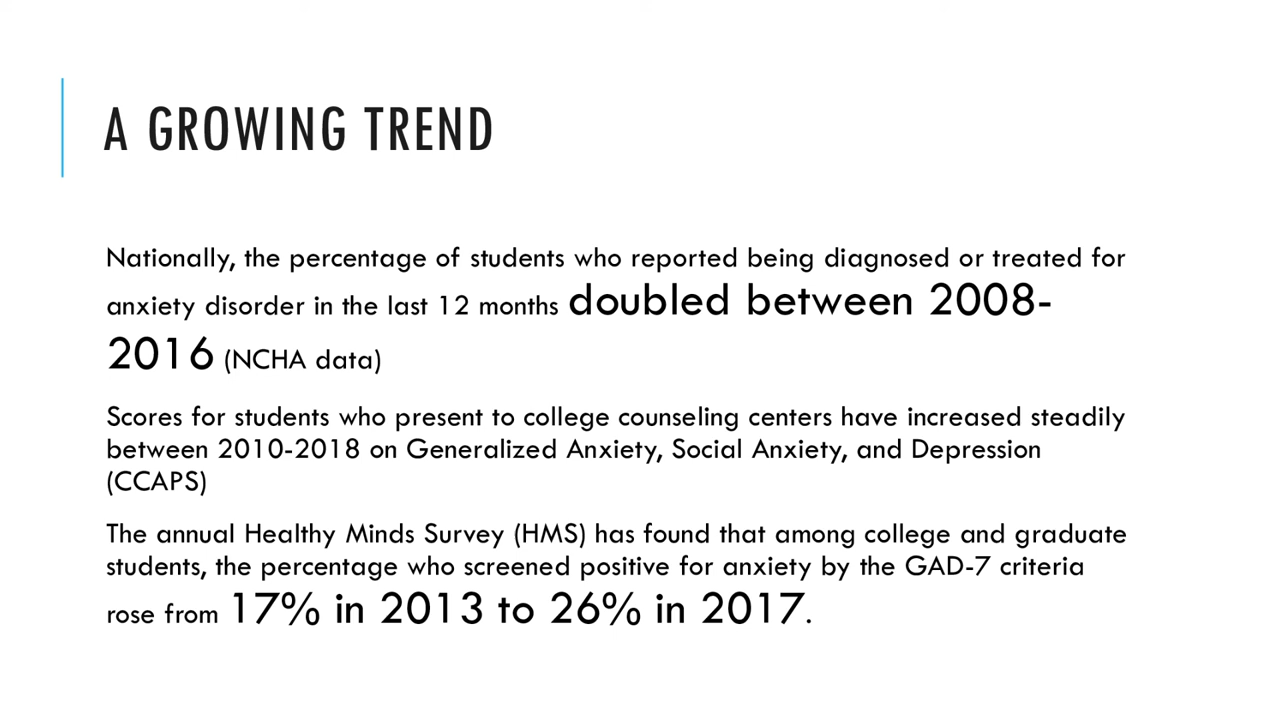 A GROWING TREND
Nationally, the percentage of students who reported being diagnosed or treated for
anxiety disorder in the last 12 months doubled between 2008-
2016 (NCHA data)
Scores for students who present to college counseling centers have increased steadily
between 2010-2018 on Generalized Anxiety, Social Anxiety, and Depression
(CCAPS)
The annual Healthy Minds Survey (HMS) has found that among college and graduate
students, the percentage who screened positive for anxiety by the GAD-7 criteria
rose from 17% in 2013 to 26% in 2017.